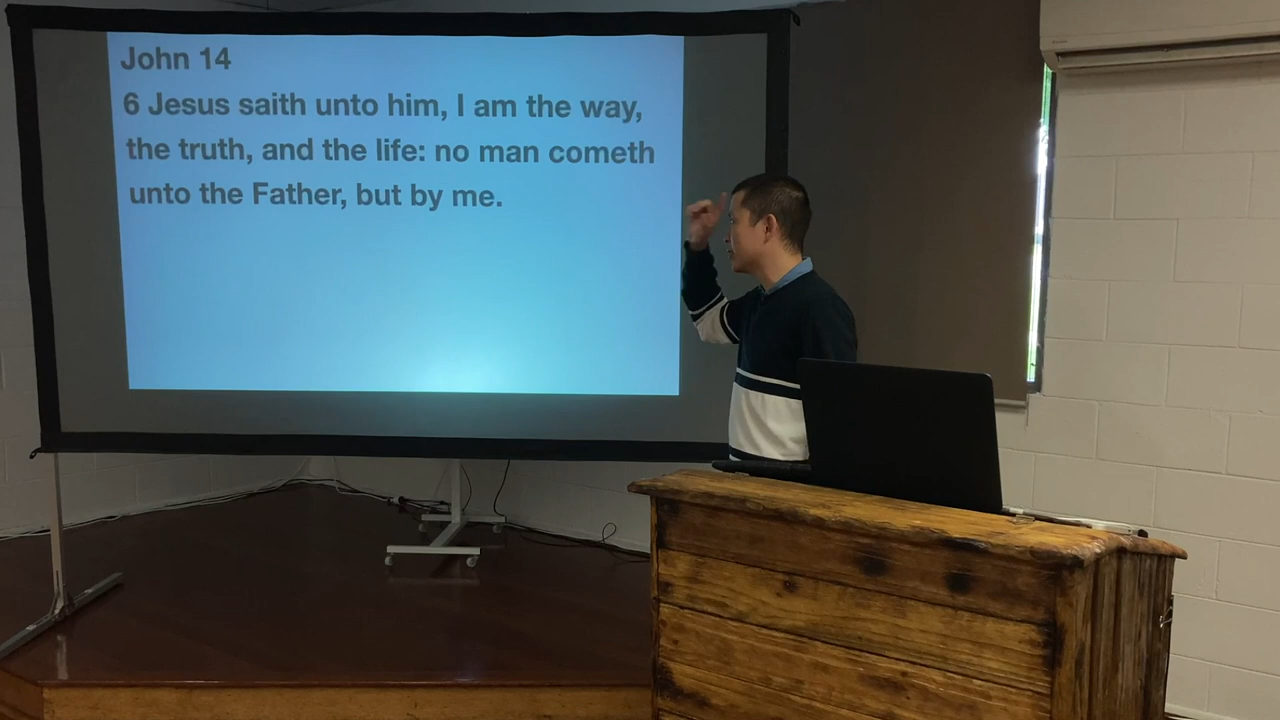 John 14
6 Jesus saith unto him, I am the way,
the truth, and the life: no man cometh
unto the Father, but by me.